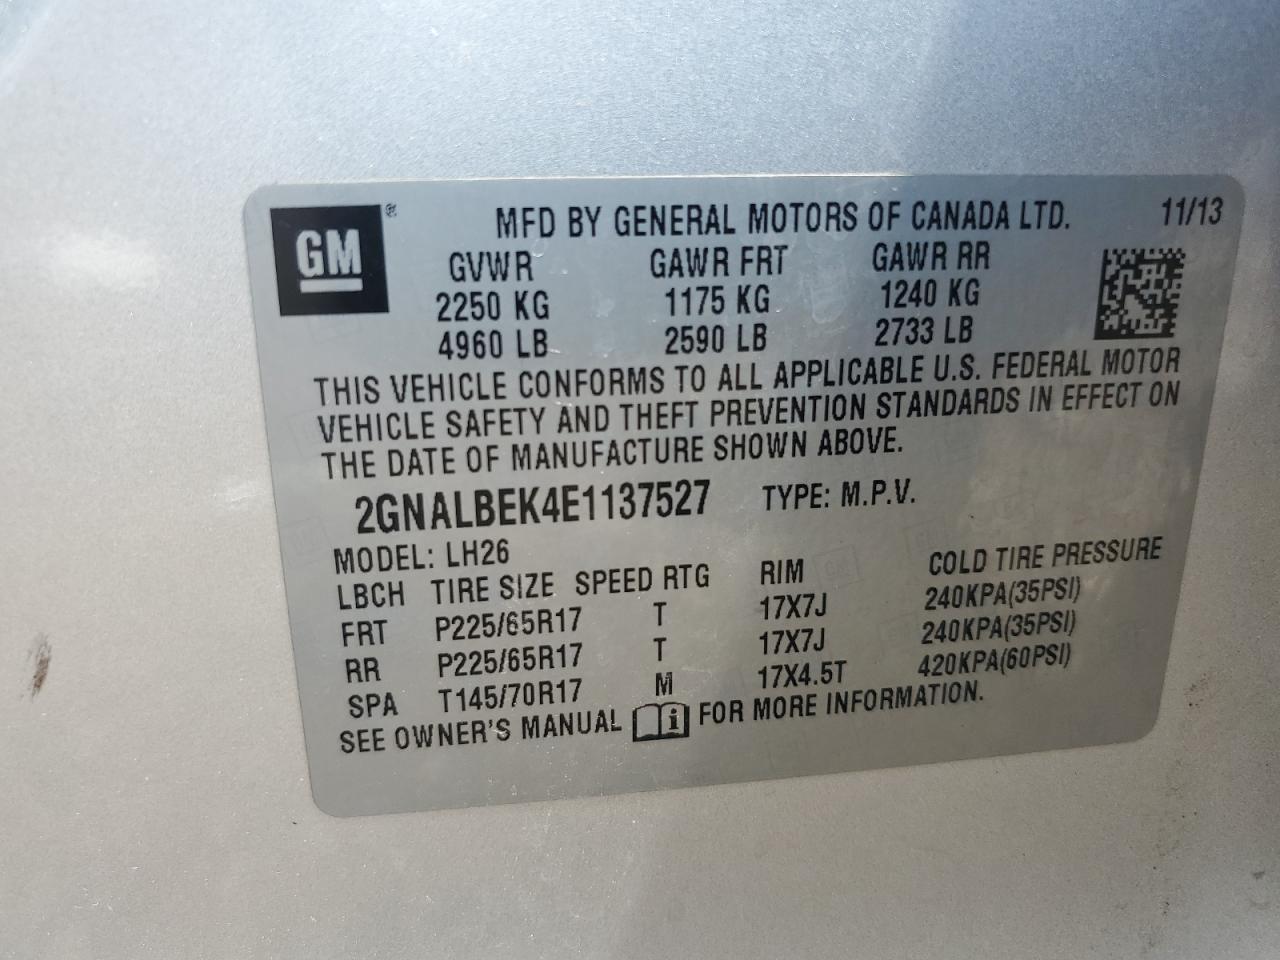 GM ®
MFD BY GENERAL MOTORS OF CANADA LTD. 11/13
GVWR GAWR FRT GAWR RR
2250 KG 1175 KG 1240 KG
4960 LB 2590 LB 2733 LB
THIS VEHICLE CONFORMS TO ALL APPLICABLE U.S. FEDERAL MOTOR
VEHICLE SAFETY AND THEFT PREVENTION STANDARDS IN EFFECT ON
THE DATE OF MANUFACTURE SHOWN ABOVE.
2GNALBEK4E1137527 TYPE: M.P.V.
MODEL: LH26
LBCH TIRE SIZE SPEED RTG RIM COLD TIRE PRESSURE
FRT P225/65R17 T 17X7J 240KPA(35PSI)
RR P225/65R17 T 17X7J 240KPA(35PSI)
SPA T145/70R17 M 17X4.5T 420KPA(60PSI)
SEE OWNER'S MANUAL i FOR MORE INFORMATION.